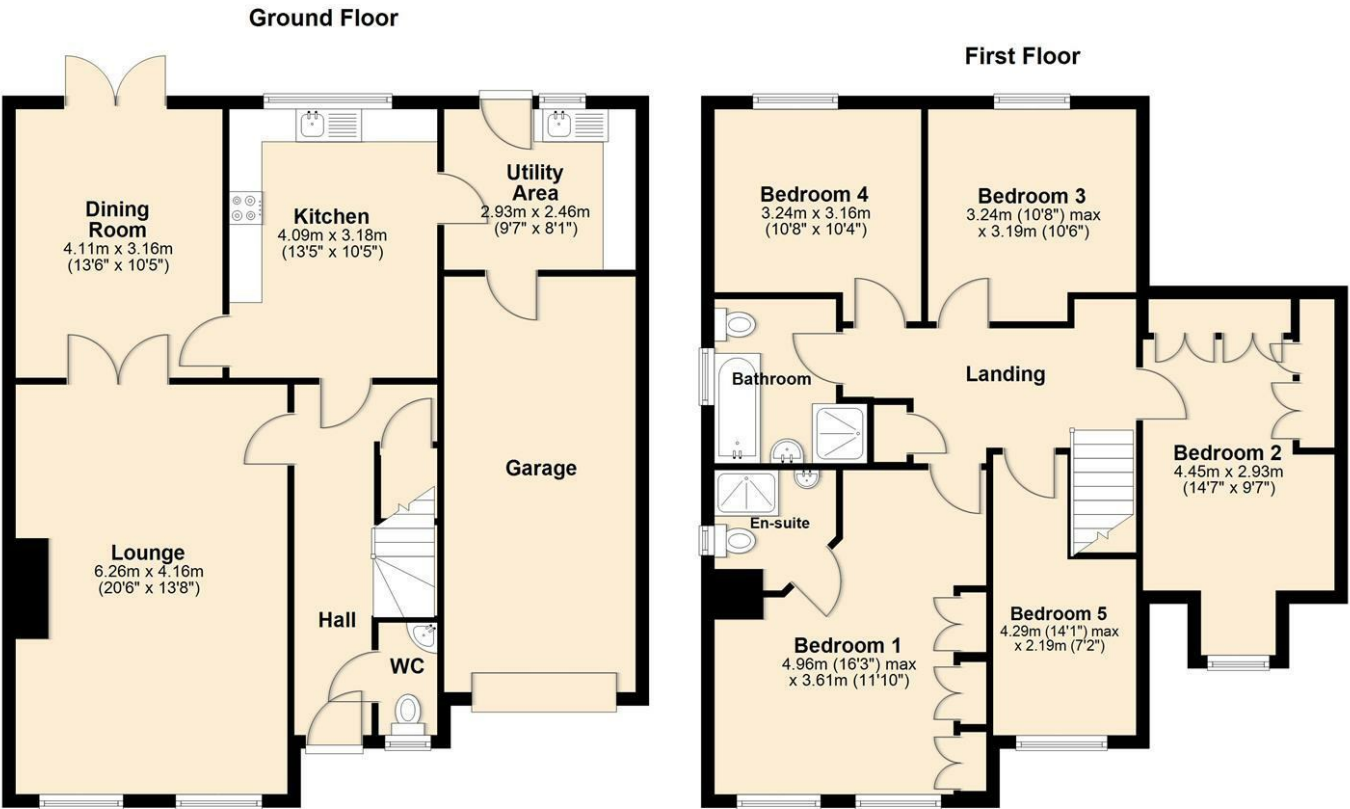 Ground Floor
Dining
Room
4.11m x 3.16m
(13'6" x 10'5")
Kitchen
4.09m x 3.18m
(13'5" x 10'5")
Utility
Area
2.93m x 2.46m
(9'7" x 8'1")
Garage
Lounge
6.26m x 4.16m
(20'6" x 13'8")
Hall
WC
First Floor
Bedroom 4
3.24m x 3.16m
(10'8" x 10'4")
Bedroom 3
3.24m (10'8") max
x 3.19m (10'6")
Bathroom
Landing
Bedroom 2
4.45m x 2.93m
(14'7" x 9'7")
En-suite
Bedroom 1
4.96m (16'3") max
x 3.61m (11'10")
Bedroom 5
4.29m (14'1") max
x 2.19m (7'2")